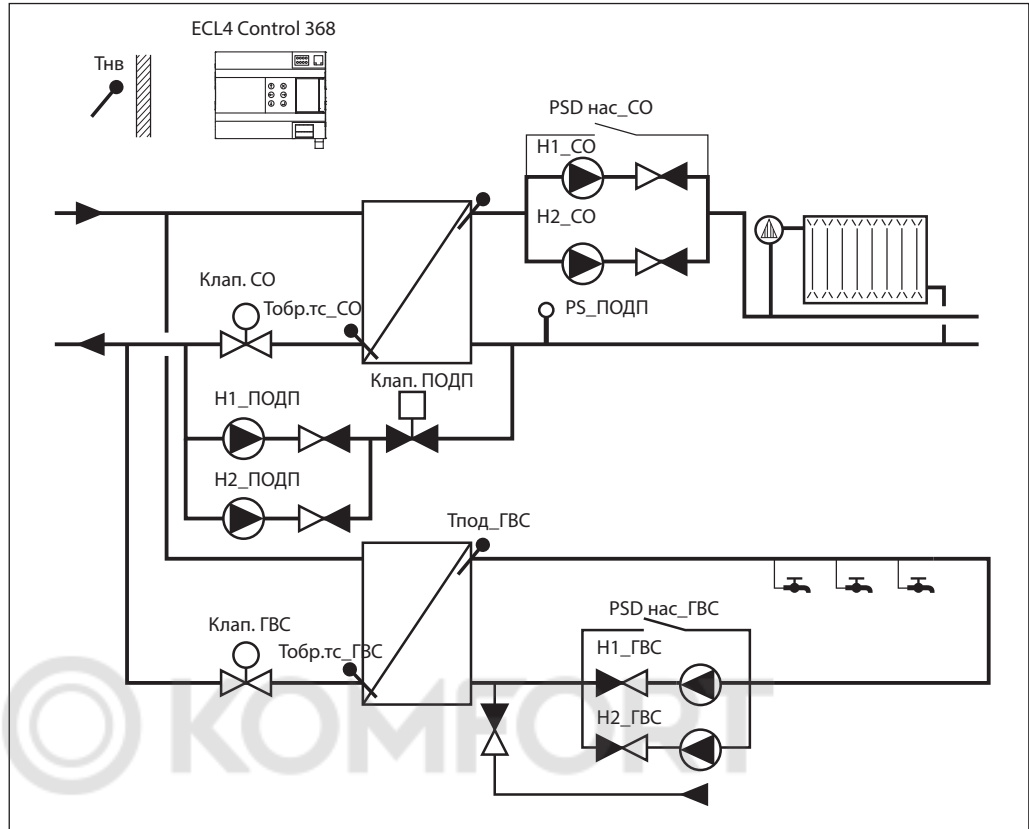 ECL4 Control 368
Тнв
PSD нас_СО
Н1_СО
Н2_СО
Клап. СО
Тобр.тс_СО
PS_ПОДП
Клап. ПОДП
Н1_ПОДП
Н2_ПОДП
Тпод_ГВС
Клап. ГВС
Тобр.тс_ГВС
PSD нас_ГВС
Н1_ГВС
Н2_ГВС
KOMFORT